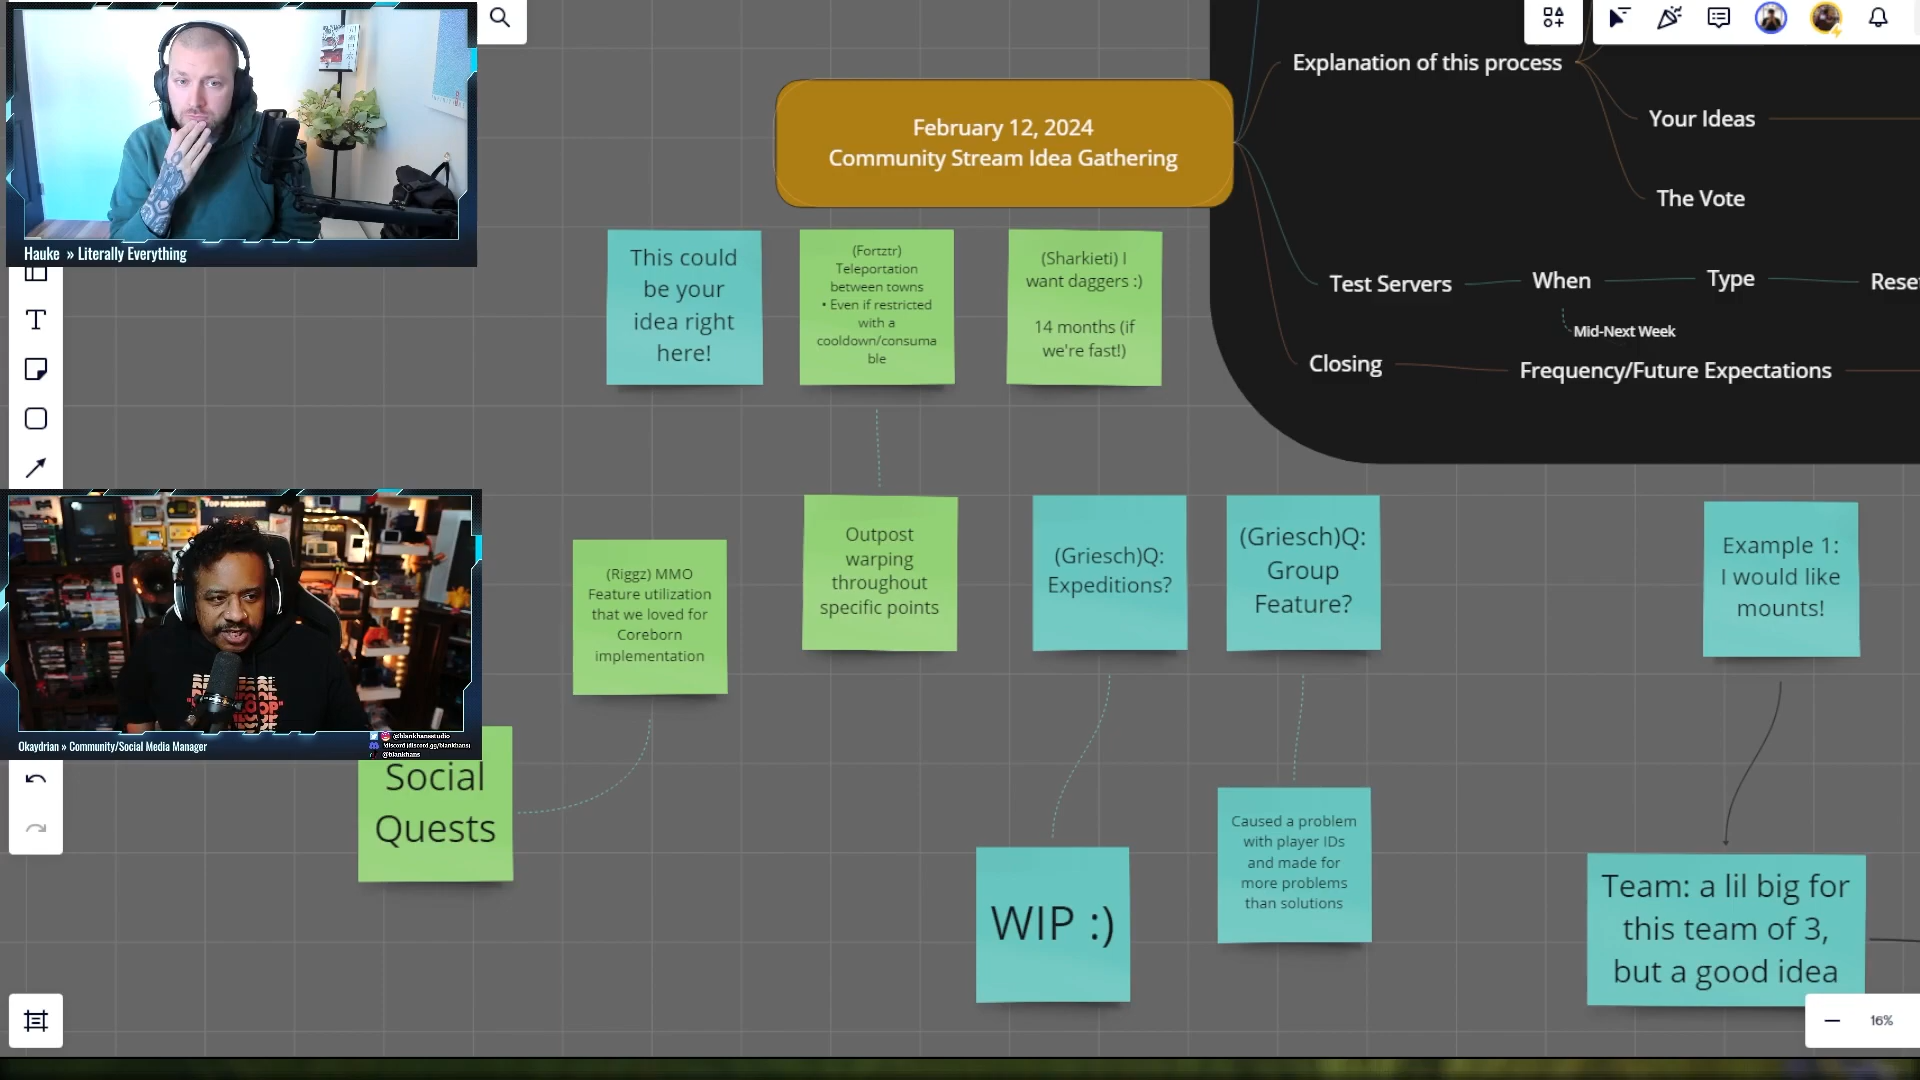 Hauke » Literally Everything
February 12, 2024
Community Stream Idea Gathering
Explanation of this process
Your Ideas
The Vote
Test Servers
When
Type
Mid-Next Week
Closing
Frequency/Future Expectations
This could
be your
idea right
here!
(Fortztr)
Teleportation
between towns
• Even if restricted
with a
cooldown/consuma
ble
(Sharkieti) I
want daggers :)
14 months (if
we're fast!)
(Riggz) MMO
Feature utilization
that we loved for
Coreborn
implementation
Outpost
warping
throughout
specific points
(Griesch)Q:
Expeditions?
(Griesch)Q:
Group
Feature?
Example 1:
I would like
mounts!
Okaydrian » Community/Social Media Manager
@blankhansstudio
@blankhans
Social
Quests
WIP :)
Caused a problem
with player IDs
and made for
more problems
than solutions
Team: a lil big for
this team of 3,
but a good idea
16%